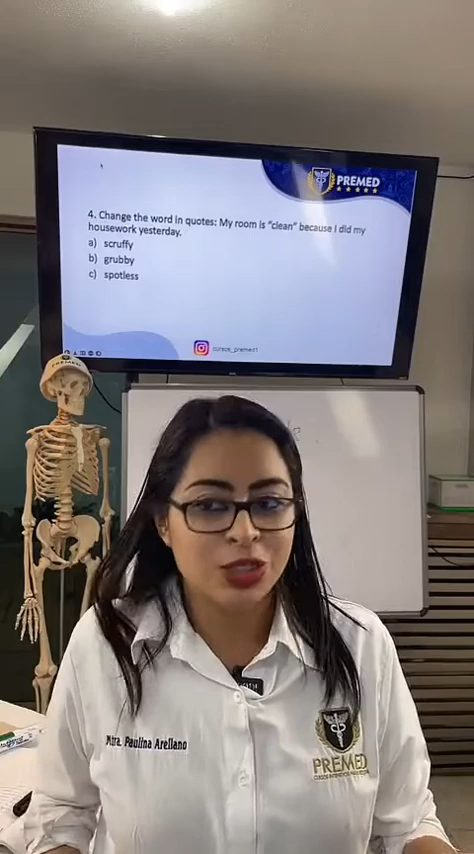 PREMED
4. Change the word in quotes: My room is "clean" because I did my
housework yesterday.
a) scruffy
b) grubby
c) spotless
cursos_premed1
PREMED
Mtra. Paulina Arellano
PREMED